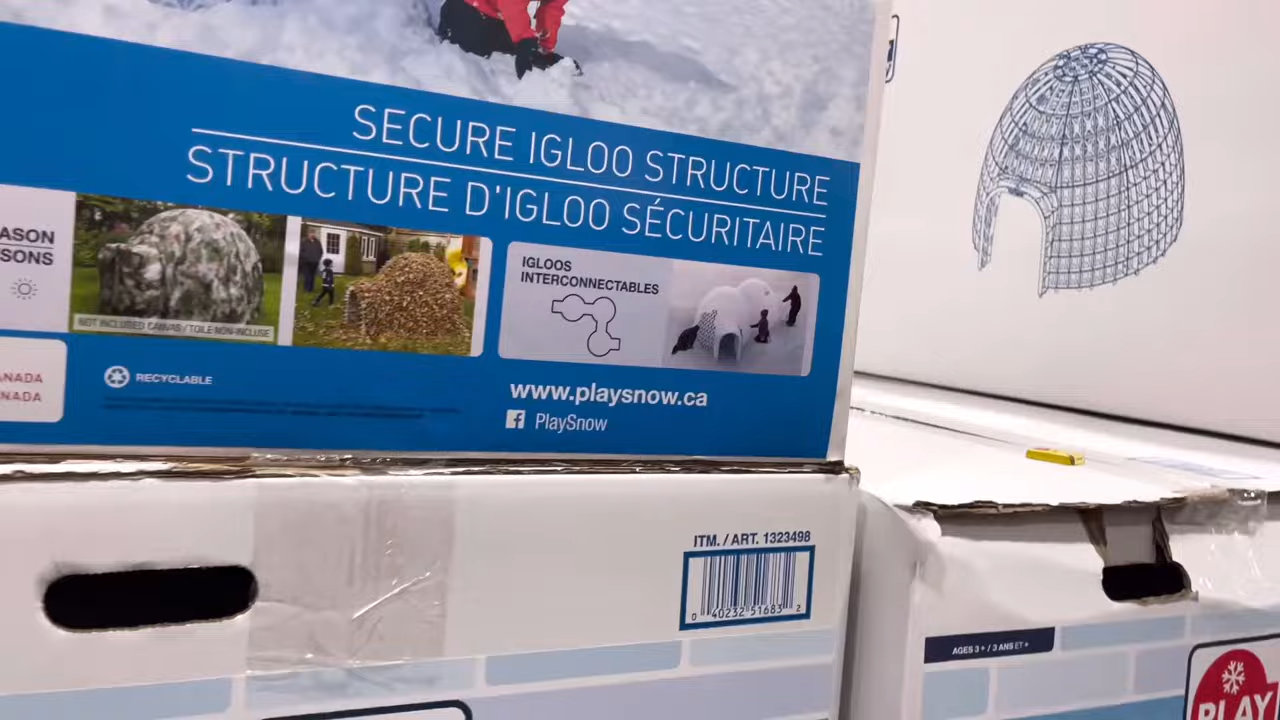 SECURE IGLOO STRUCTURE
STRUCTURE D'IGLOO SÉCURITAIRE
ASON
SONS
NOT INCLUDED CANVAS / TOILE NON-INCLUSE
IGLOOS
INTERCONNECTABLES
ANADA
NADA
RECYCLABLE
www.playsnow.ca
PlaySnow
ITM. / ART. 1323498
0 40232 51683 2
AGES 3 + / 3 ANS ET +
PLAY